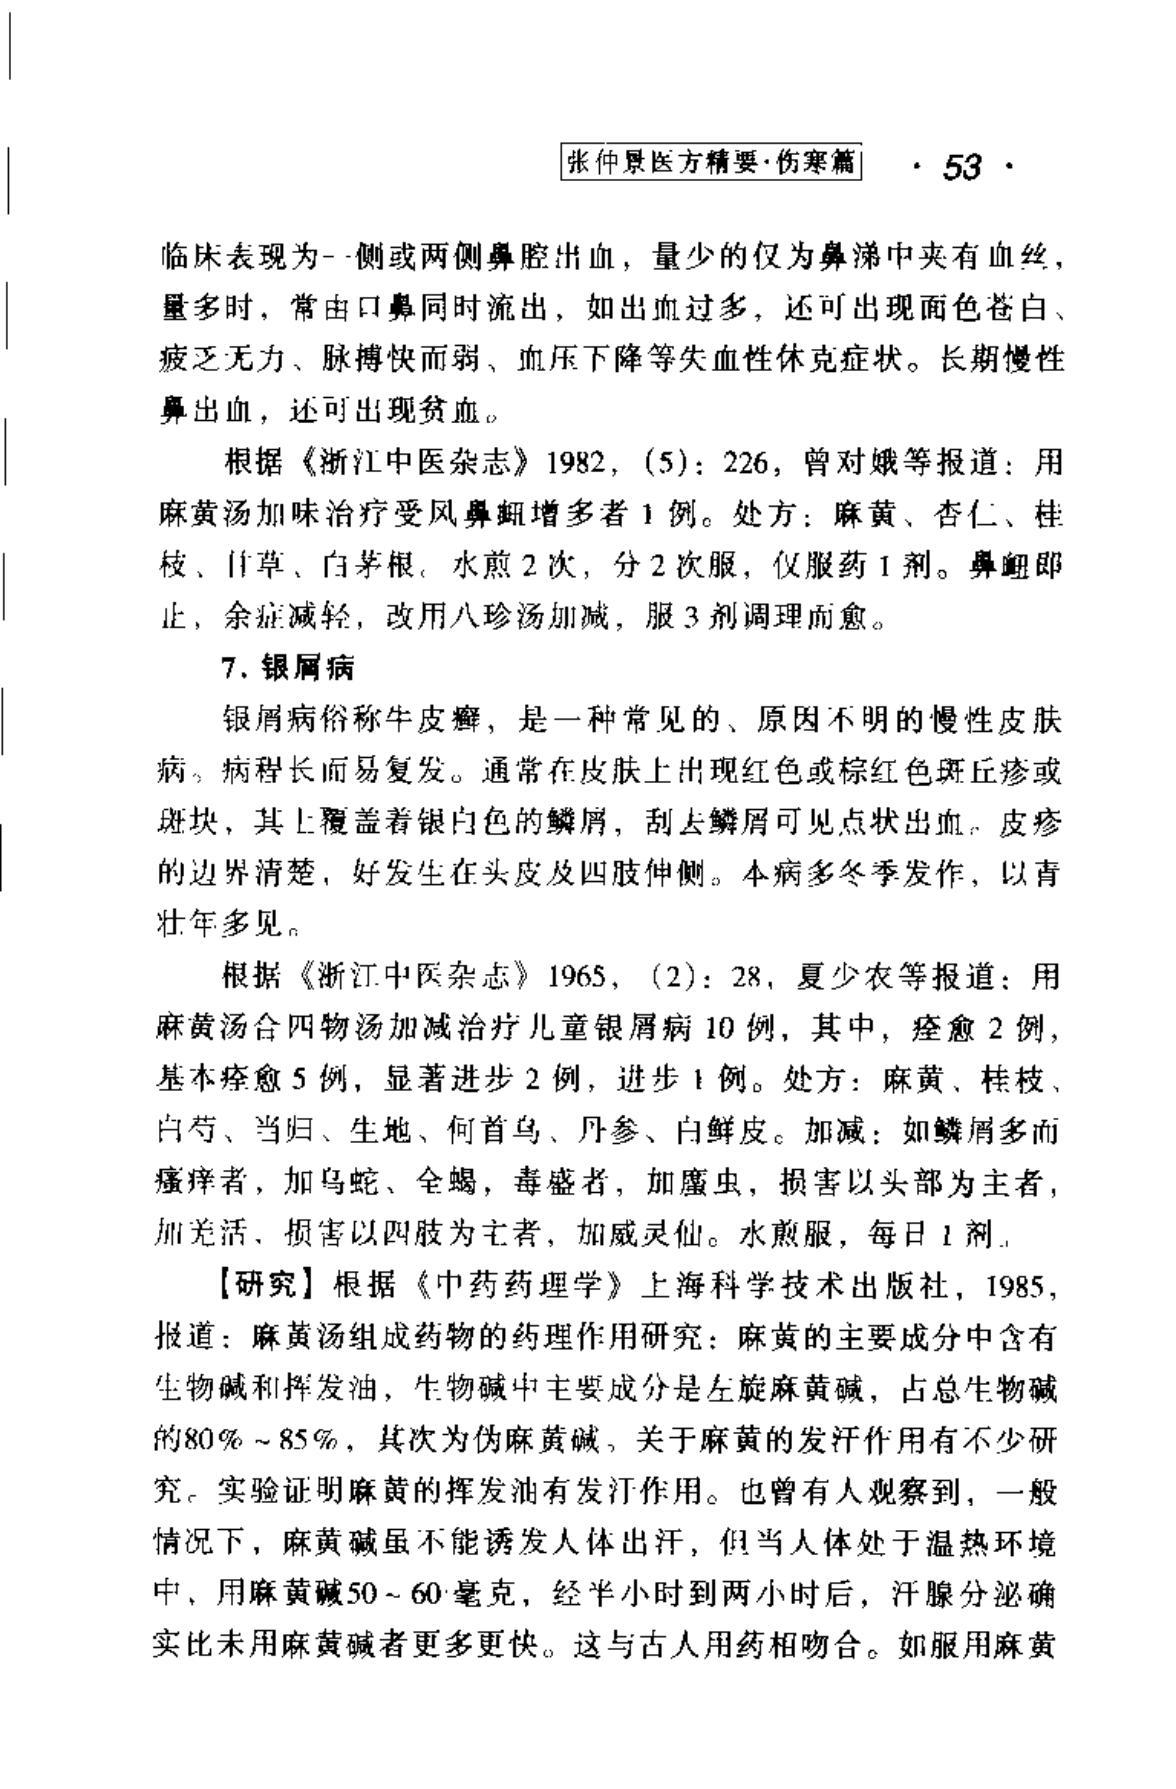 张仲景医方精要·伤寒篇 · 53 ·
临床表现为一侧或两侧鼻腔出血，量少的仅为鼻涕中夹有血丝，
量多时，常由口鼻同时流出，如出血过多，还可出现面色苍白、
疲乏无力、脉搏快而弱、血压下降等失血性休克症状。长期慢性
鼻出血，还可出现贫血。
根据《浙江中医杂志》1982，（5）：226，曾对娥等报道：用
麻黄汤加味治疗受风鼻衄增多者 1 例。处方：麻黄、杏仁、桂
枝、甘草、白茅根。水煎 2 次，分 2 次服，仅服药 1 剂。鼻衄即
止，余症减轻，改用八珍汤加减，服 3 剂调理而愈。
7. 银屑病
银屑病俗称牛皮癣，是一种常见的、原因不明的慢性皮肤
病。病程长而易复发。通常在皮肤上出现红色或棕红色斑丘疹或
斑块，其上覆盖着银白色的鳞屑，刮去鳞屑可见点状出血。皮疹
的边界清楚，好发生在头皮及四肢伸侧。本病多冬季发作，以青
壮年多见。
根据《浙江中医杂志》1965，（2）：28，夏少农等报道：用
麻黄汤合四物汤加减治疗儿童银屑病 10 例，其中，痊愈 2 例，
基本痊愈 5 例，显著进步 2 例，进步 1 例。处方：麻黄、桂枝、
白芍、当归、生地、何首乌、丹参、白鲜皮。加减：如鳞屑多而
瘙痒者，加乌蛇、全蝎，毒盛者，加䗪虫，损害以头部为主者，
加羌活、损害以四肢为主者，加威灵仙。水煎服，每日 1 剂。
【研究】根据《中药药理学》上海科学技术出版社，1985，
报道：麻黄汤组成药物的药理作用研究：麻黄的主要成分中含有
生物碱和挥发油，生物碱中主要成分是左旋麻黄碱，占总生物碱
的80％～85％，其次为伪麻黄碱。关于麻黄的发汗作用有不少研
究。实验证明麻黄的挥发油有发汗作用。也曾有人观察到，一般
情况下，麻黄碱虽不能诱发人体出汗，但当人体处于温热环境
中，用麻黄碱50～60 毫克，经半小时到两小时后，汗腺分泌确
实比未用麻黄碱者更多更快。这与古人用药相吻合。如服用麻黄